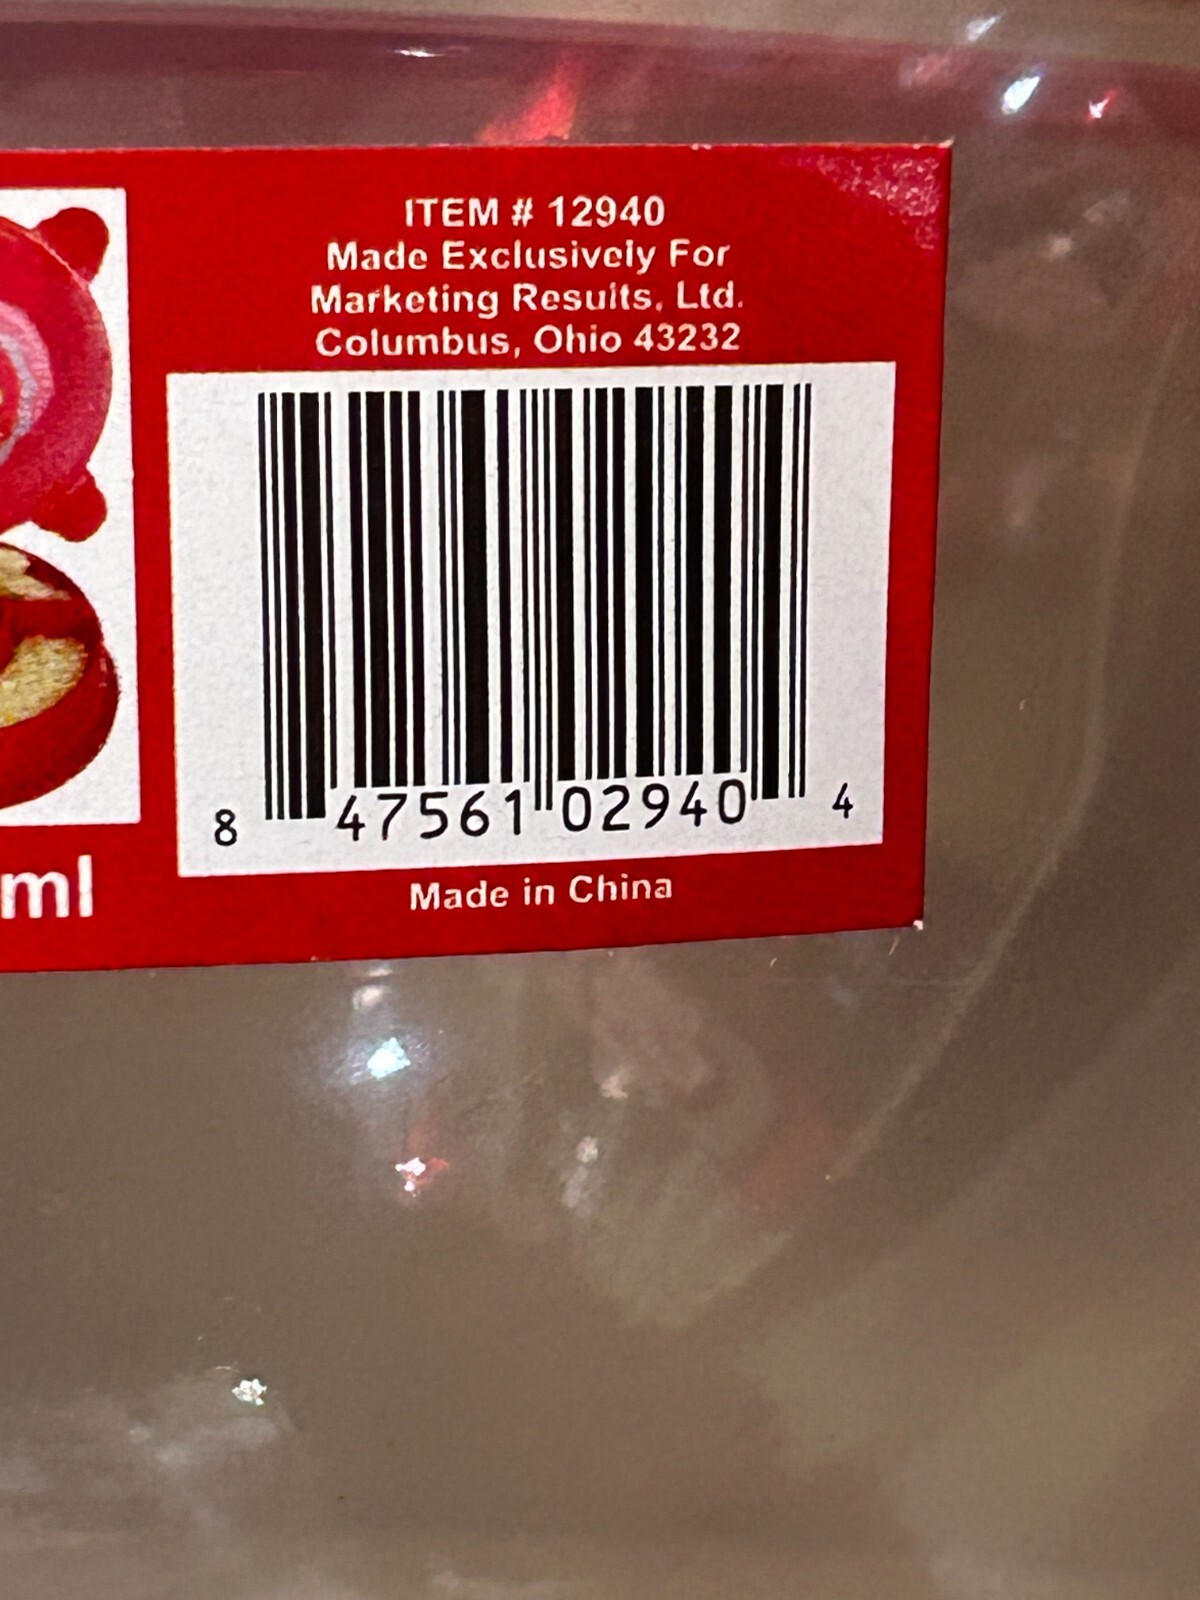 ITEM # 12940
Made Exclusively For
Marketing Results, Ltd.
Columbus, Ohio 43232
8 47561 02940 4
ml
Made in China